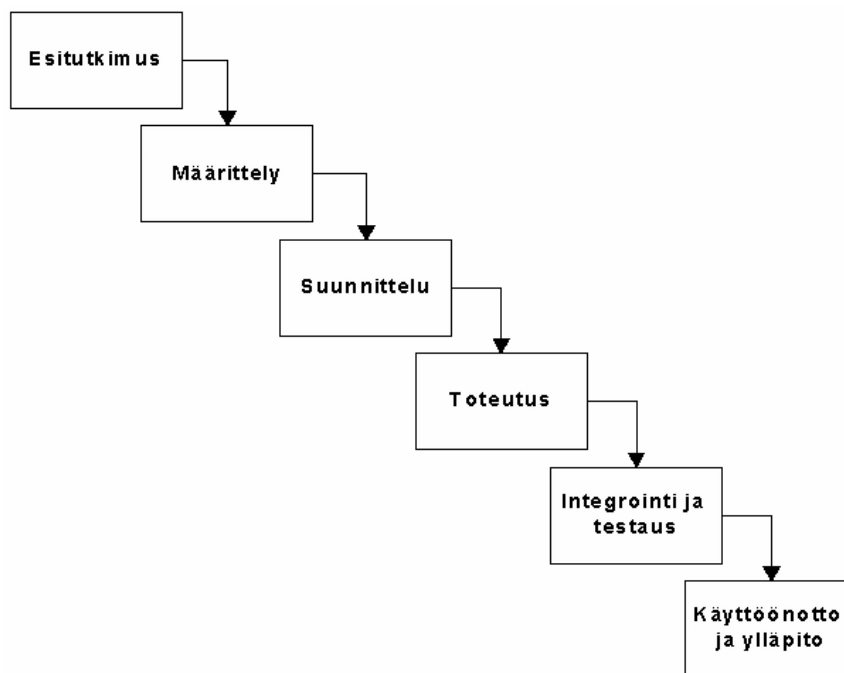 Esitutkimus
Määrittely
Suunnittelu
Toteutus
Integrointi ja
testaus
Käyttöönotto
ja ylläpito